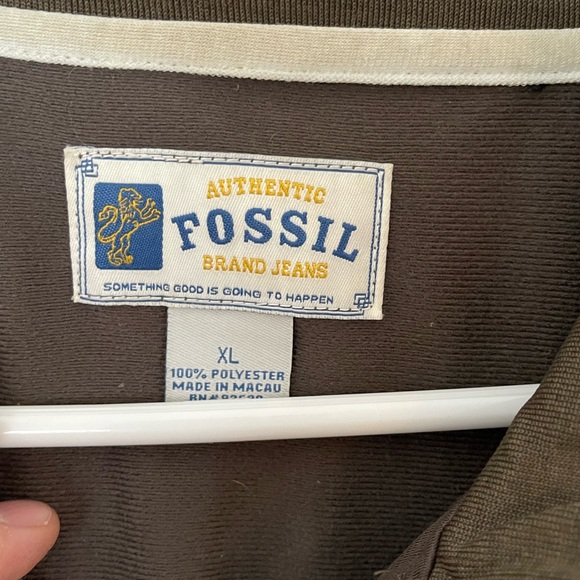 AUTHENTIC
FOSSIL
BRAND JEANS
SOMETHING GOOD IS GOING TO HAPPEN
XL
100% POLYESTER
MADE IN MACAU